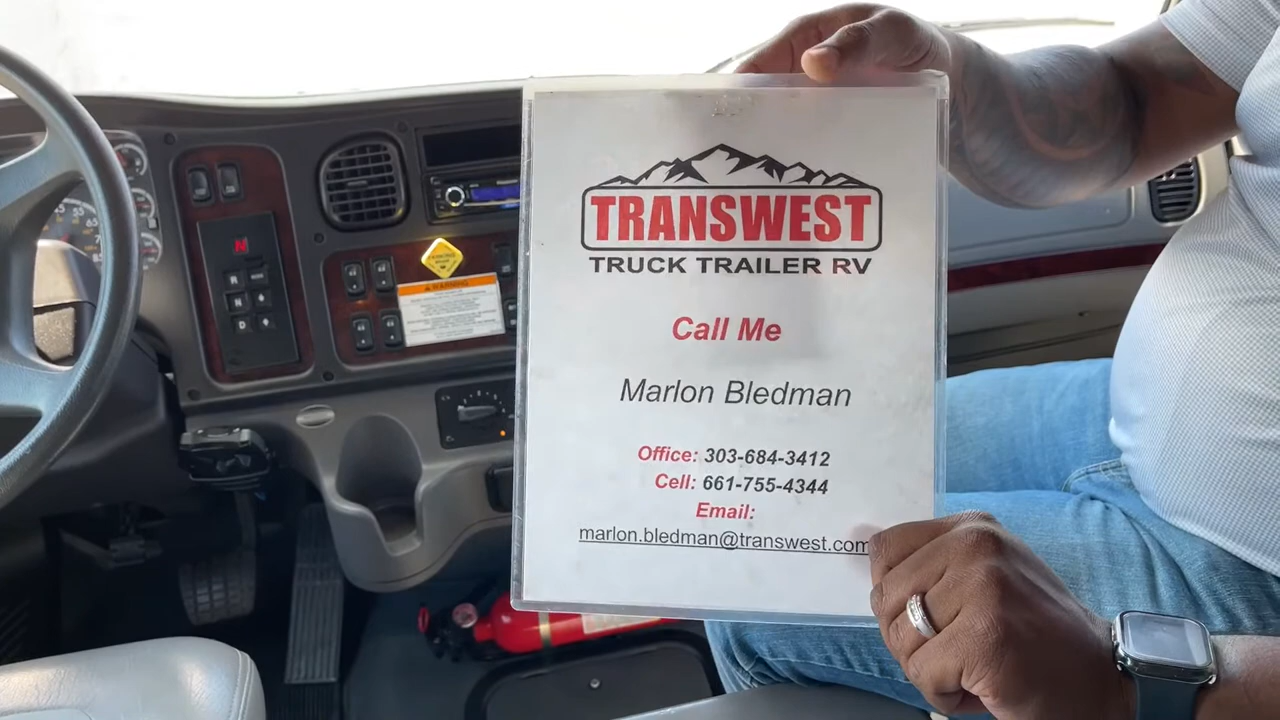 TRANSWEST
TRUCK TRAILER RV
Call Me
Marlon Bledman
Office: 303-684-3412
Cell: 661-755-4344
Email:
marlon.bledman@transwest.com
WARNING
N
R
N
D